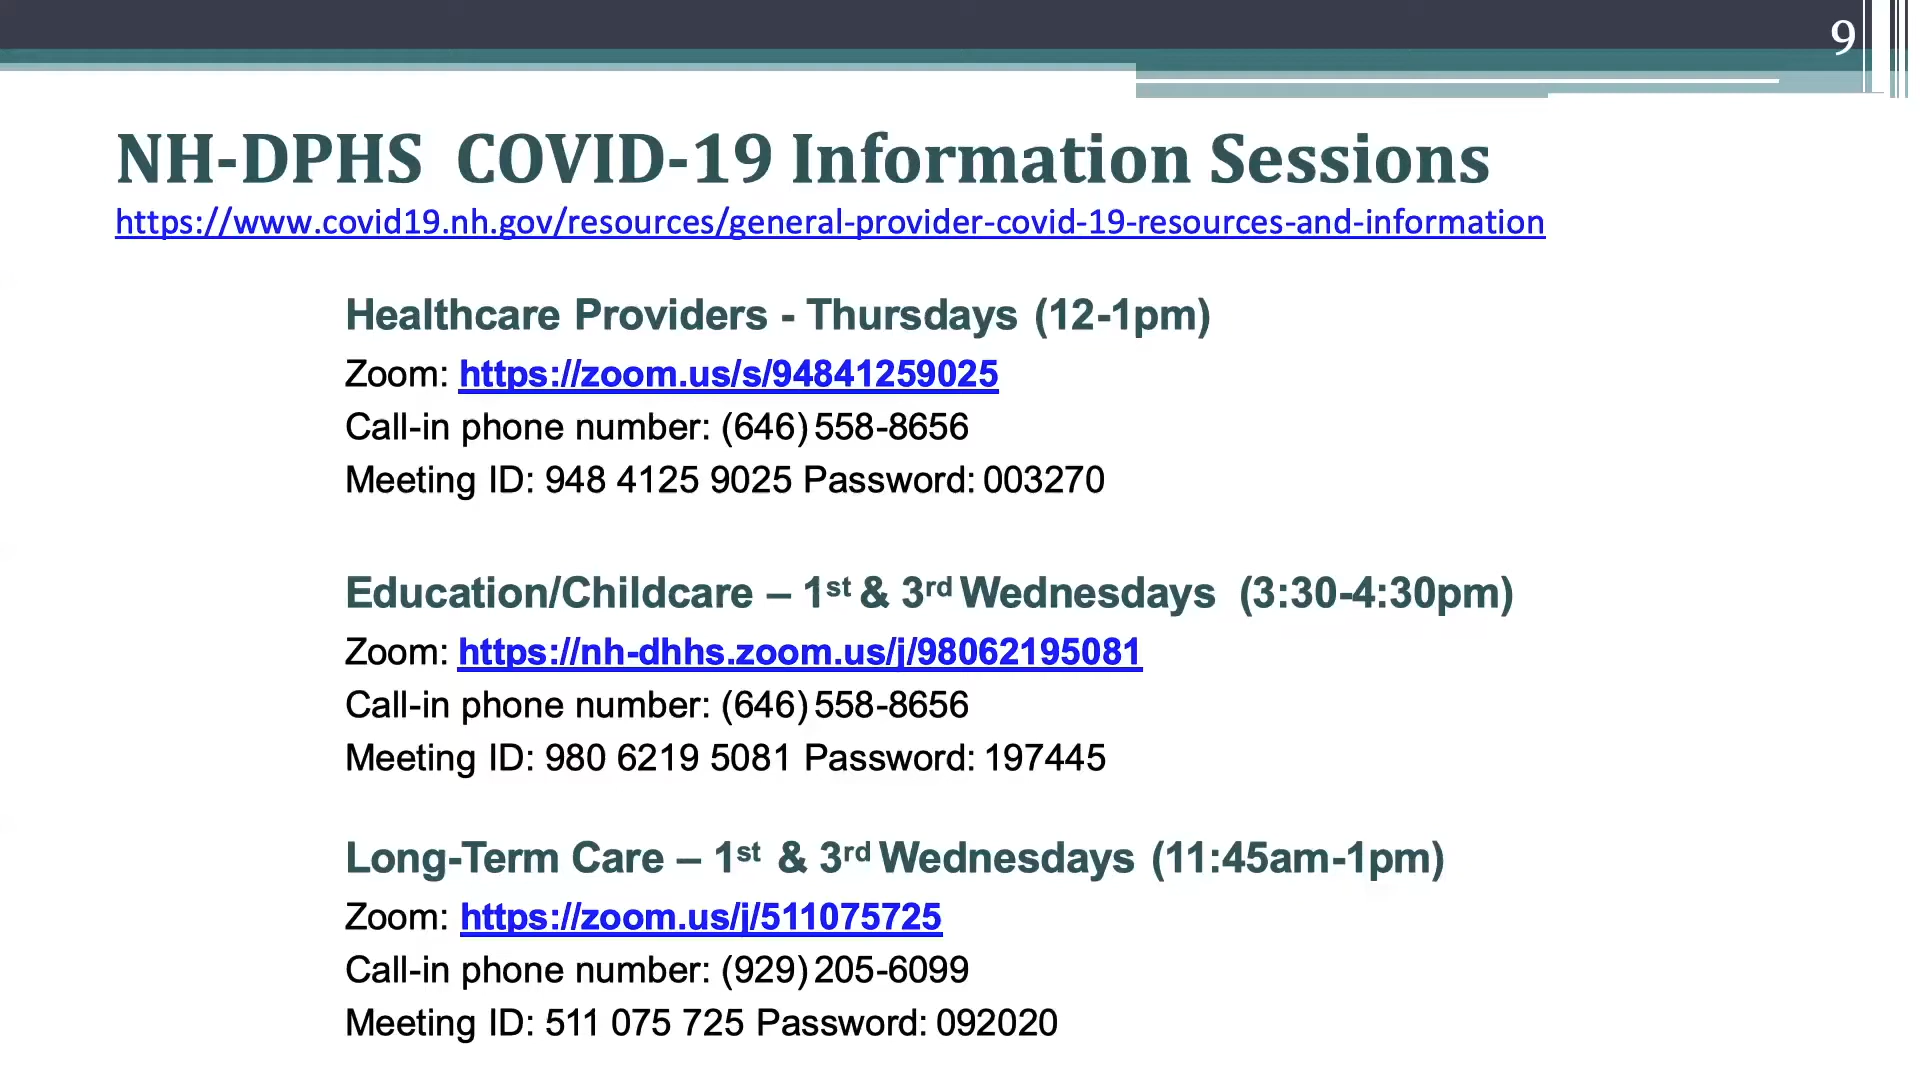 9
NH-DPHS COVID-19 Information Sessions
https://www.covid19.nh.gov/resources/general-provider-covid-19-resources-and-information
Healthcare Providers - Thursdays (12-1pm)
Zoom: https://zoom.us/s/94841259025
Call-in phone number: (646) 558-8656
Meeting ID: 948 4125 9025 Password: 003270
Education/Childcare – 1st & 3rd Wednesdays (3:30-4:30pm)
Zoom: https://nh-dhhs.zoom.us/j/98062195081
Call-in phone number: (646) 558-8656
Meeting ID: 980 6219 5081 Password: 197445
Long-Term Care – 1st & 3rd Wednesdays (11:45am-1pm)
Zoom: https://zoom.us/j/511075725
Call-in phone number: (929) 205-6099
Meeting ID: 511 075 725 Password: 092020